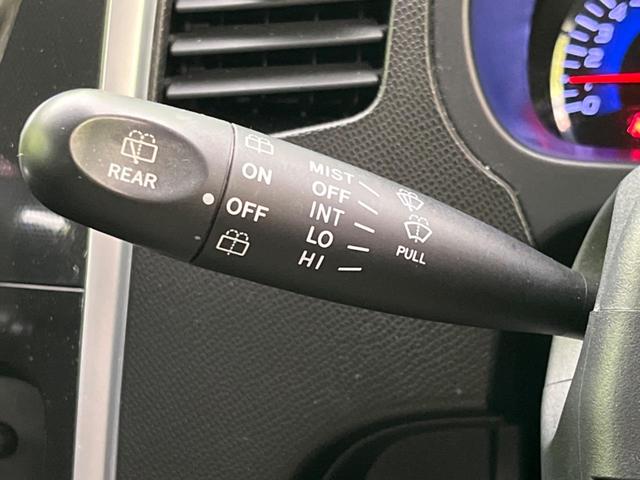 REAR
ON
OFF
MIST
OFF
INT
LO
HI
PULL